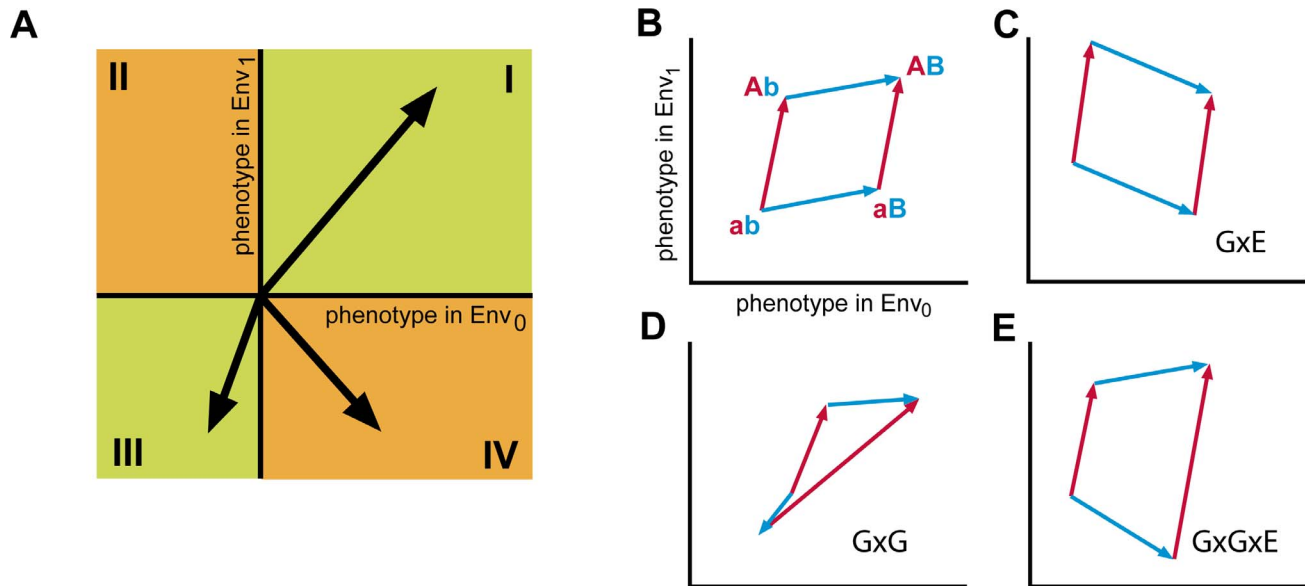 A
II
I
phenotype in Env1
phenotype in Env0
III
IV
B
Ab
AB
ab
aB
phenotype in Env1
phenotype in Env0
C
GxE
D
GxG
E
GxGxE